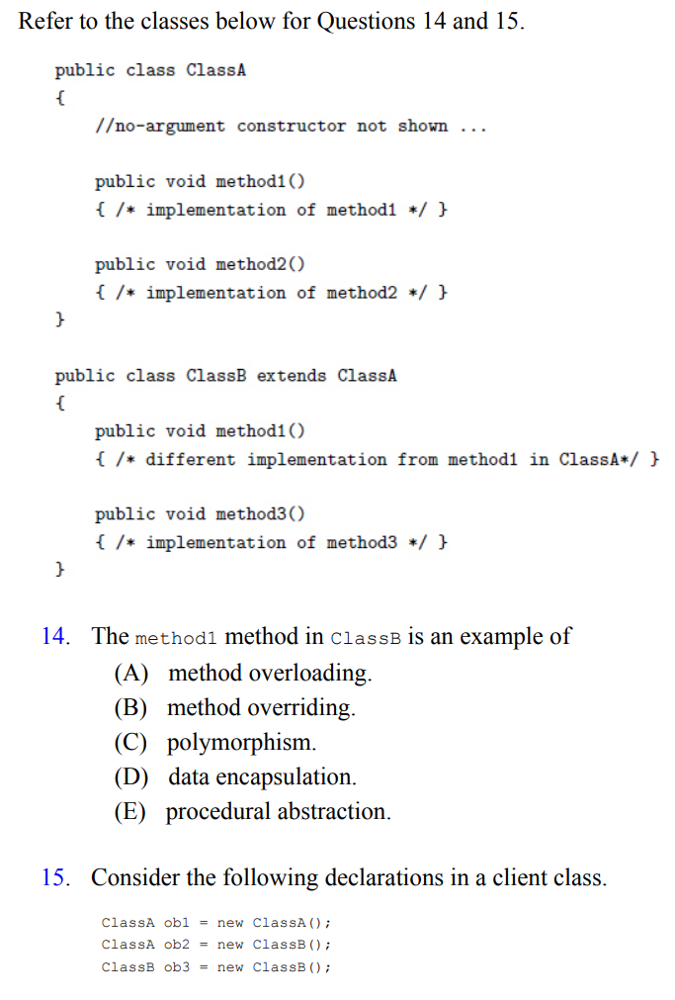 Refer to the classes below for Questions 14 and 15.
public class ClassA
{
//no-argument constructor not shown ...
public void method1()
{ /* implementation of method1 */ }
public void method2()
{ /* implementation of method2 */ }
}
public class ClassB extends ClassA
{
public void method1()
{ /* different implementation from method1 in ClassA*/ }
public void method3()
{ /* implementation of method3 */ }
}
14. The method1 method in ClassB is an example of
(A) method overloading.
(B) method overriding.
(C) polymorphism.
(D) data encapsulation.
(E) procedural abstraction.
15. Consider the following declarations in a client class.
ClassA ob1 = new ClassA();
ClassA ob2 = new ClassB();
ClassB ob3 = new ClassB();